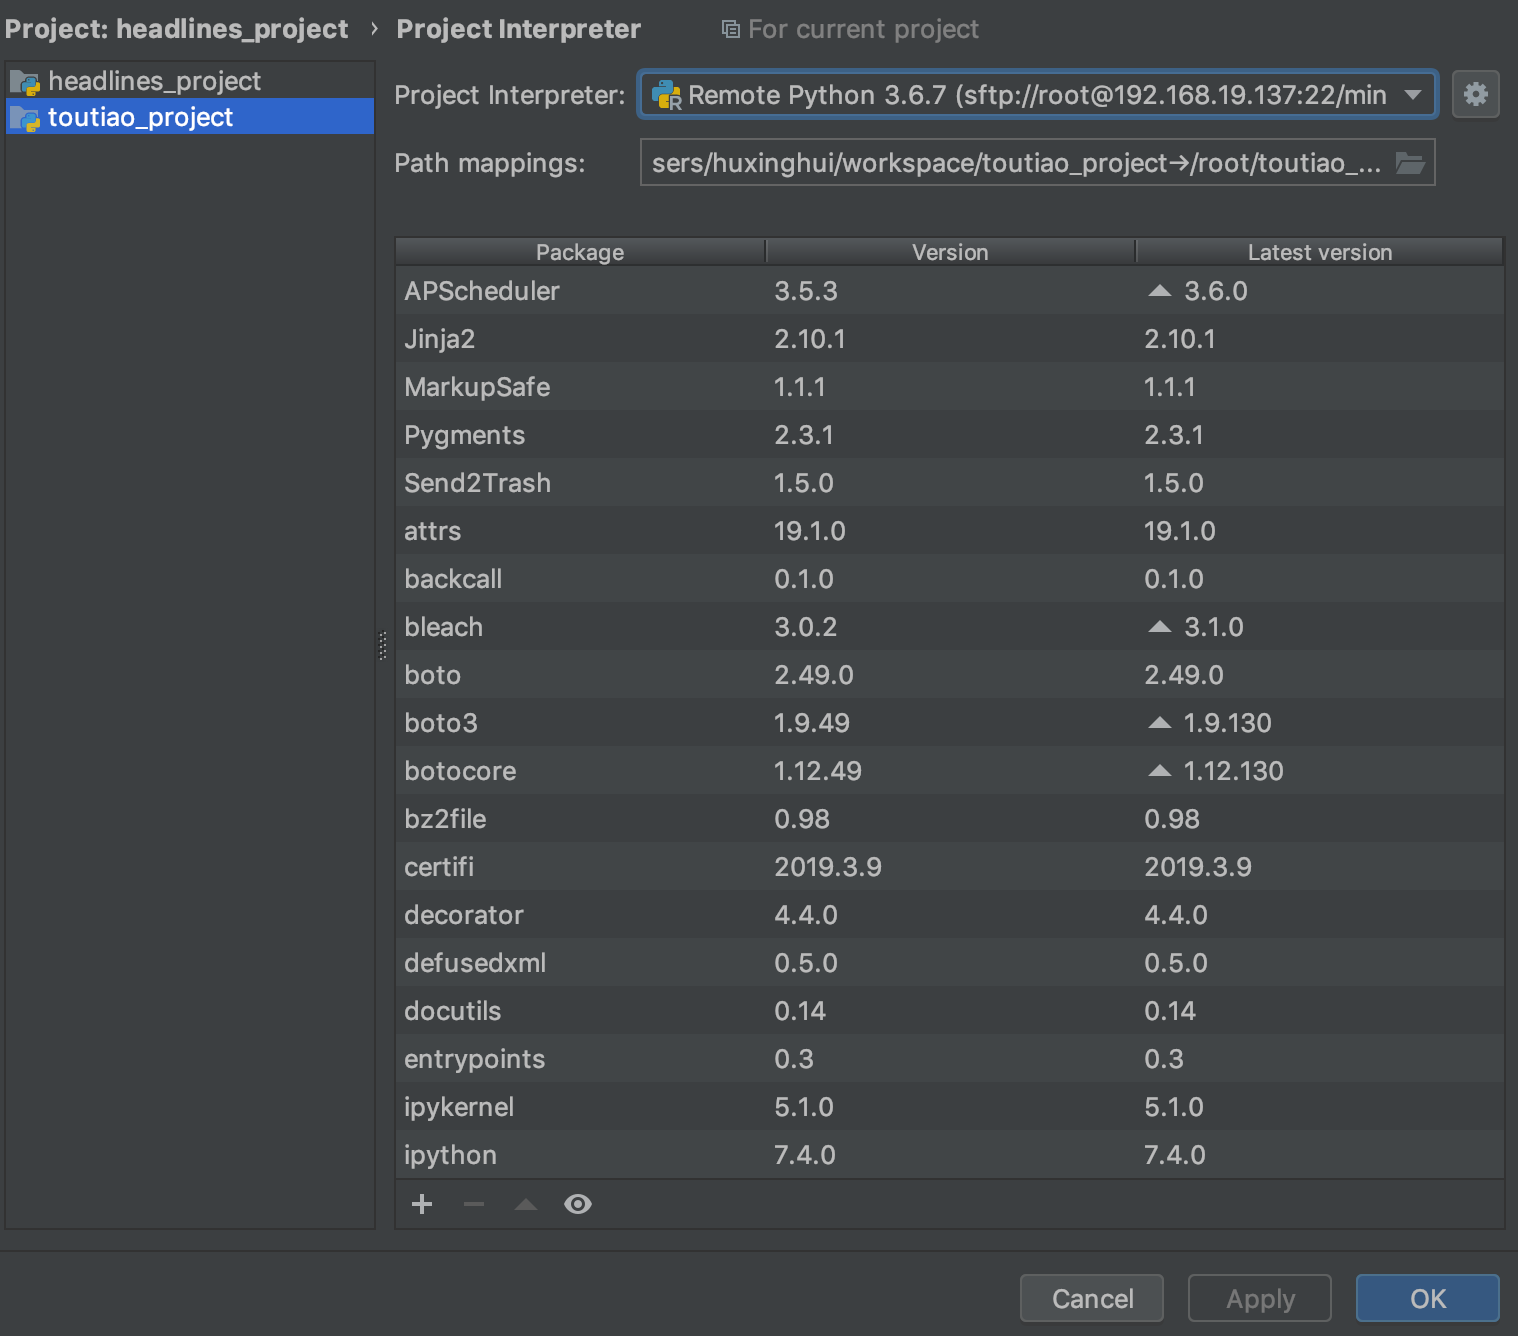 Project: headlines_project › Project Interpreter For current project
headlines_project
toutiao_project
Project Interpreter: Remote Python 3.6.7 (sftp://root@192.168.19.137:22/min
Path mappings: sers/huxinghui/workspace/toutiao_project→/root/toutiao_...
Package Version Latest version
APScheduler 3.5.3 3.6.0
Jinja2 2.10.1 2.10.1
MarkupSafe 1.1.1 1.1.1
Pygments 2.3.1 2.3.1
Send2Trash 1.5.0 1.5.0
attrs 19.1.0 19.1.0
backcall 0.1.0 0.1.0
bleach 3.0.2 3.1.0
boto 2.49.0 2.49.0
boto3 1.9.49 1.9.130
botocore 1.12.49 1.12.130
bz2file 0.98 0.98
certifi 2019.3.9 2019.3.9
decorator 4.4.0 4.4.0
defusedxml 0.5.0 0.5.0
docutils 0.14 0.14
entrypoints 0.3 0.3
ipykernel 5.1.0 5.1.0
ipython 7.4.0 7.4.0
Cancel Apply OK